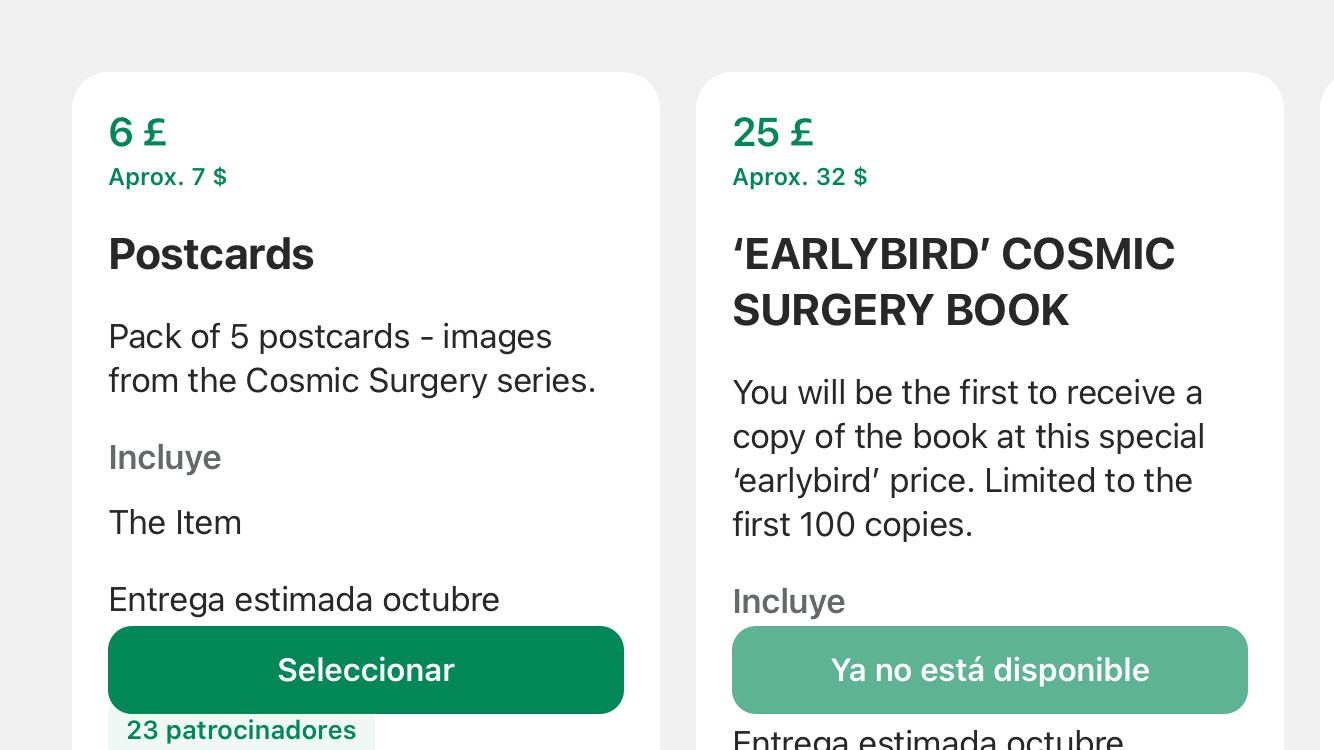 6 £
Aprox. 7 $
Postcards
Pack of 5 postcards - images
from the Cosmic Surgery series.
Incluye
The Item
Entrega estimada octubre
Seleccionar
23 patrocinadores
25 £
Aprox. 32 $
‘EARLYBIRD’ COSMIC
SURGERY BOOK
You will be the first to receive a
copy of the book at this special
‘earlybird’ price. Limited to the
first 100 copies.
Incluye
Ya no está disponible
Entrega estimada octubre